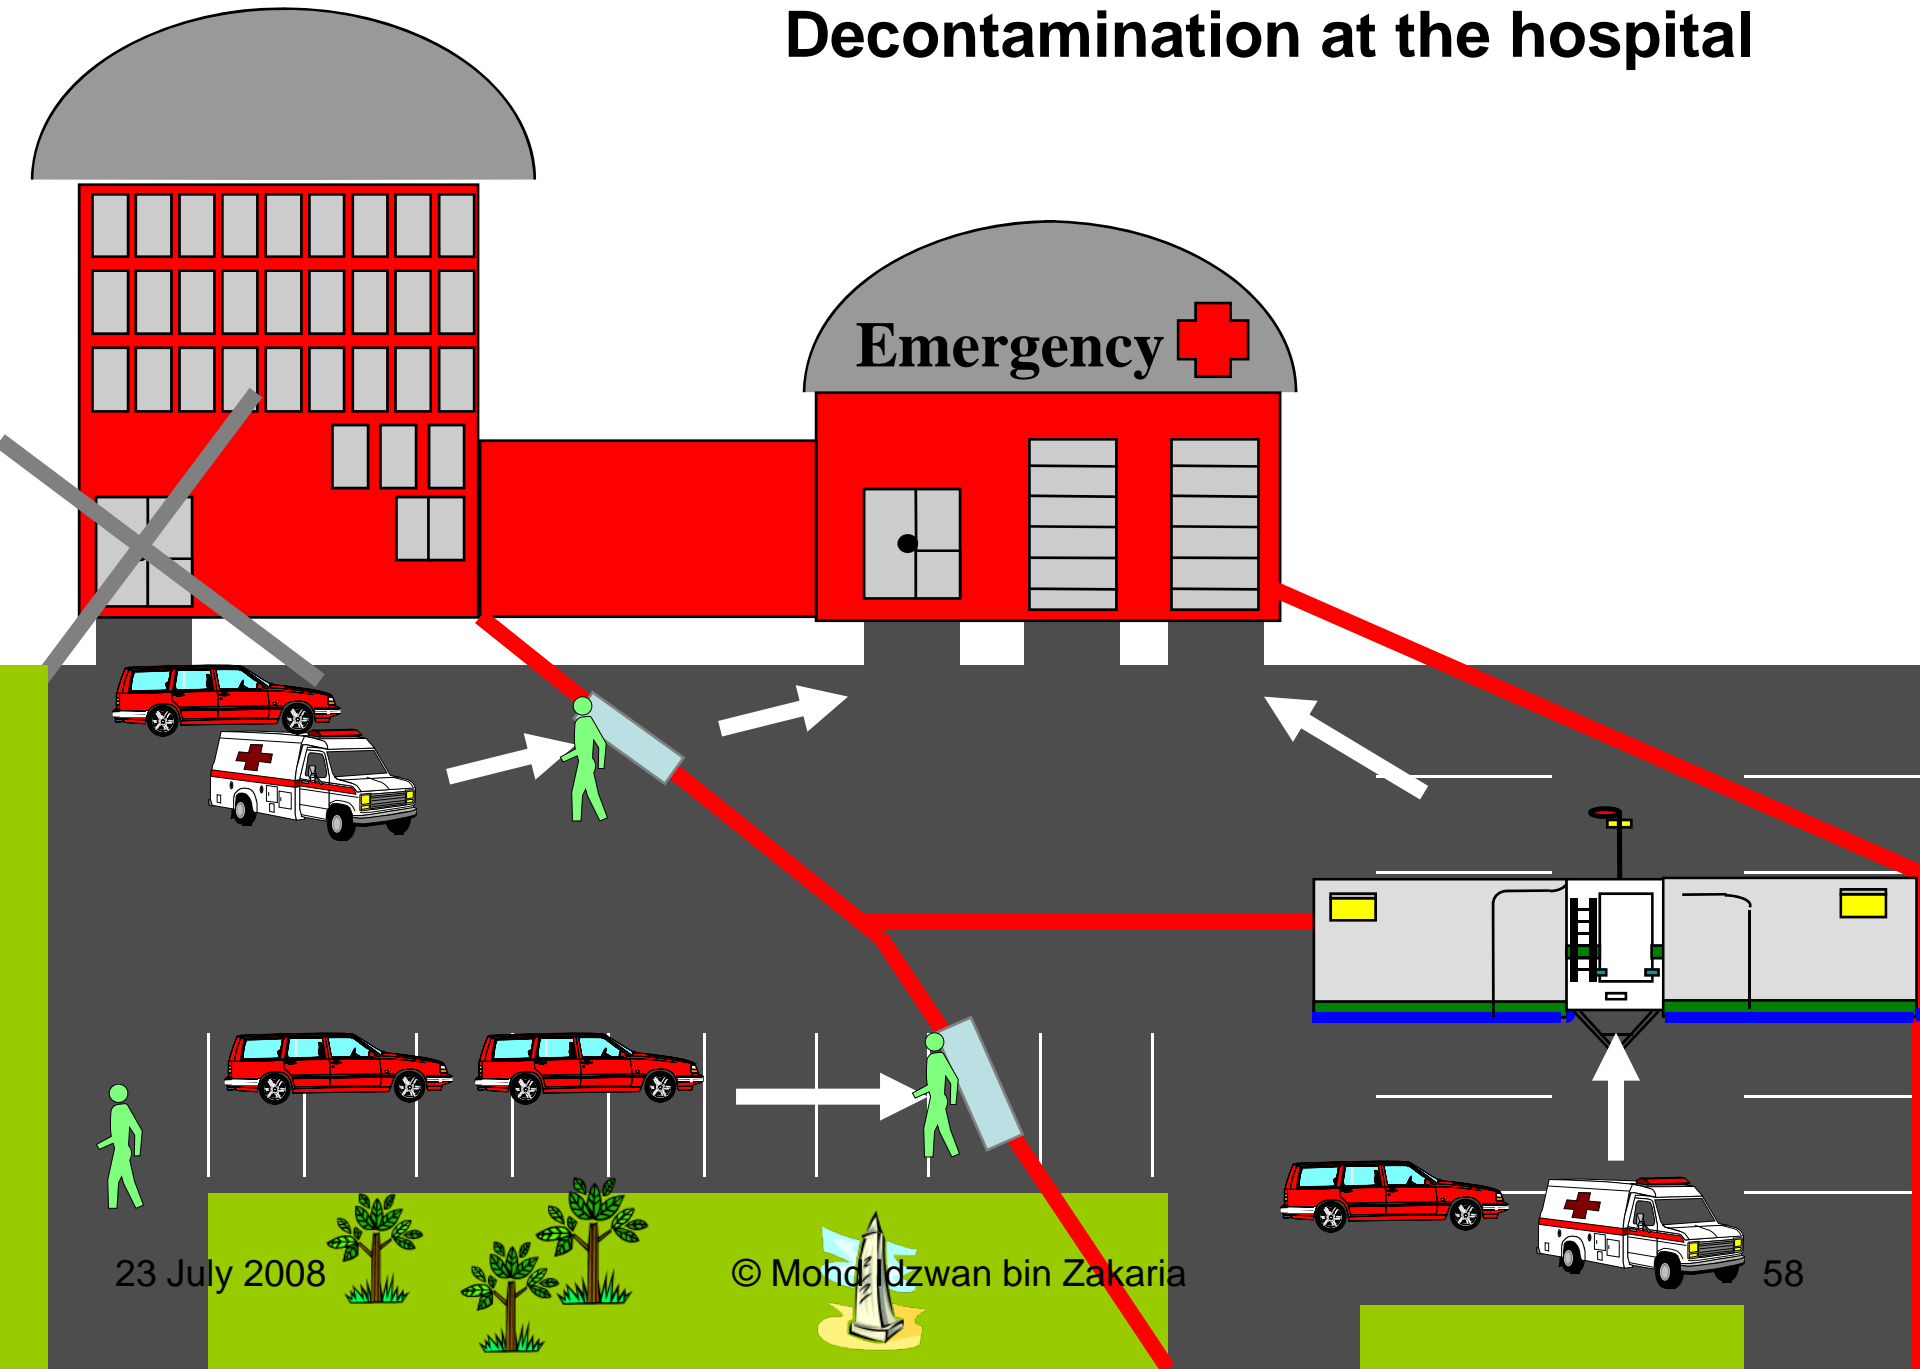 Decontamination at the hospital
Emergency
23 July 2008
© Mohd Idzwan bin Zakaria
58